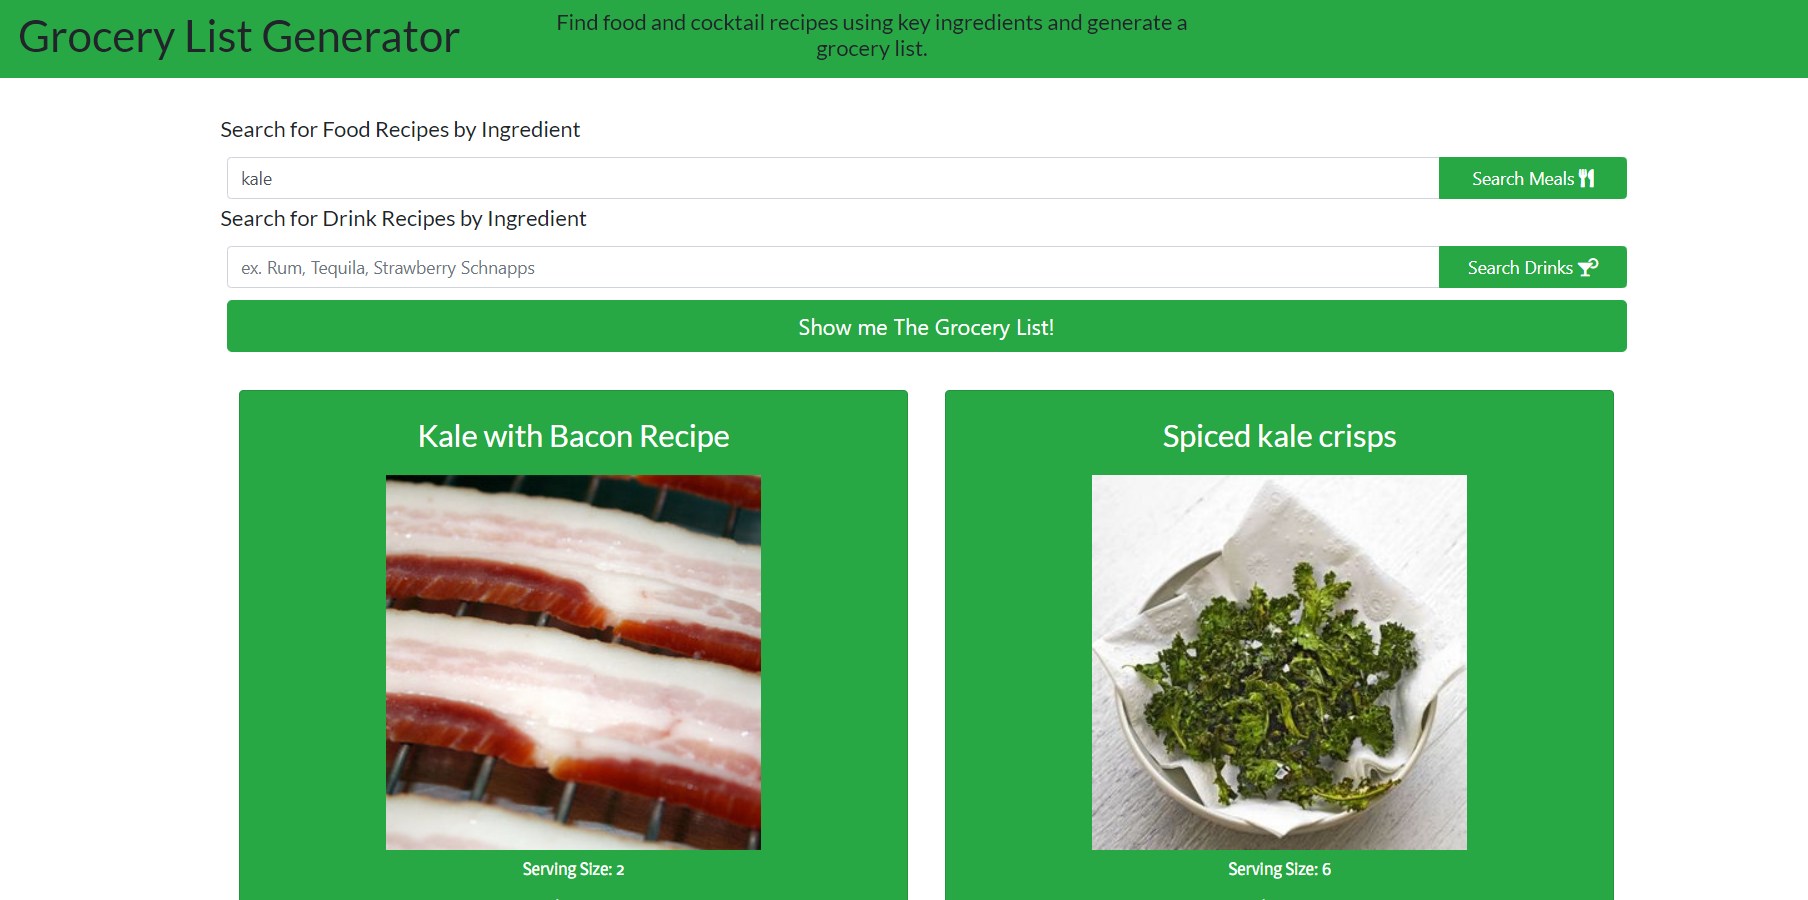 Grocery List Generator
Find food and cocktail recipes using key ingredients and generate a
grocery list.
Search for Food Recipes by Ingredient
kale
Search Meals
Search for Drink Recipes by Ingredient
ex. Rum, Tequila, Strawberry Schnapps
Search Drinks
Show me The Grocery List!
Kale with Bacon Recipe
Serving Size: 2
Spiced kale crisps
Serving Size: 6